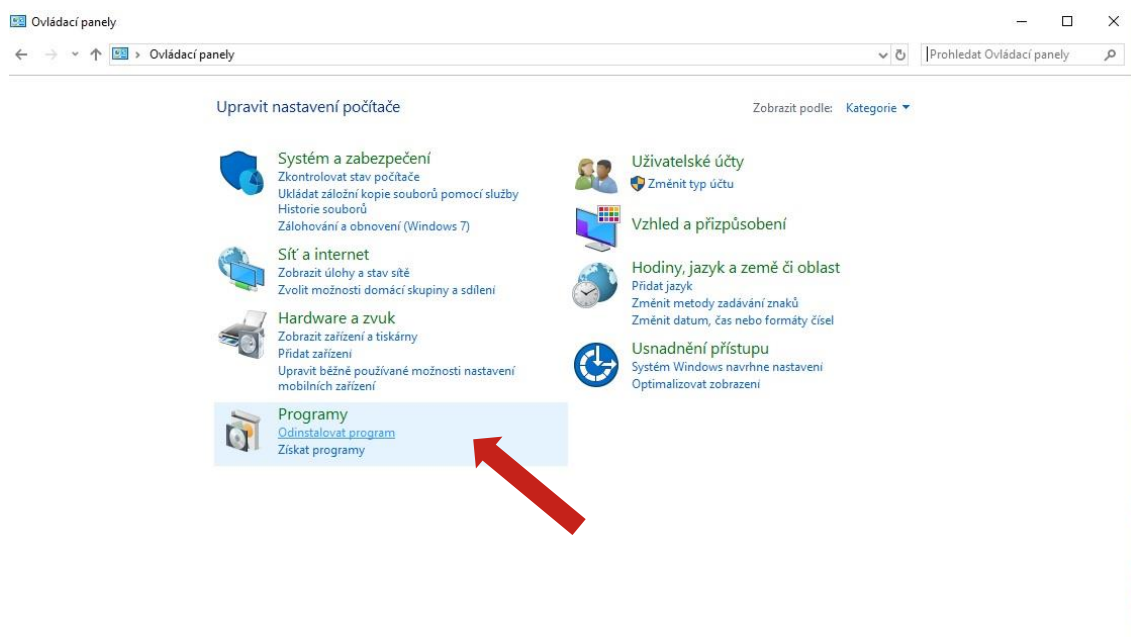 Ovládací panely
Ovládací panely
Prohledat Ovládací panely
Upravit nastavení počítače
Zobrazit podle: Kategorie
Systém a zabezpečení
Zkontrolovat stav počítače
Ukládat záložní kopie souborů pomocí služby
Historie souborů
Zálohování a obnovení (Windows 7)
Síť a internet
Zobrazit úlohy a stav sítě
Zvolit možnosti domácí skupiny a sdílení
Hardware a zvuk
Zobrazit zařízení a tiskárny
Přidat zařízení
Upravit běžně používané možnosti nastavení
mobilních zařízení
Programy
Odinstalovat program
Získat programy
Uživatelské účty
Změnit typ účtu
Vzhled a přizpůsobení
Hodiny, jazyk a země či oblast
Přidat jazyk
Změnit metody zadávání znaků
Změnit datum, čas nebo formáty čísel
Usnadnění přístupu
Systém Windows navrhne nastavení
Optimalizovat zobrazení